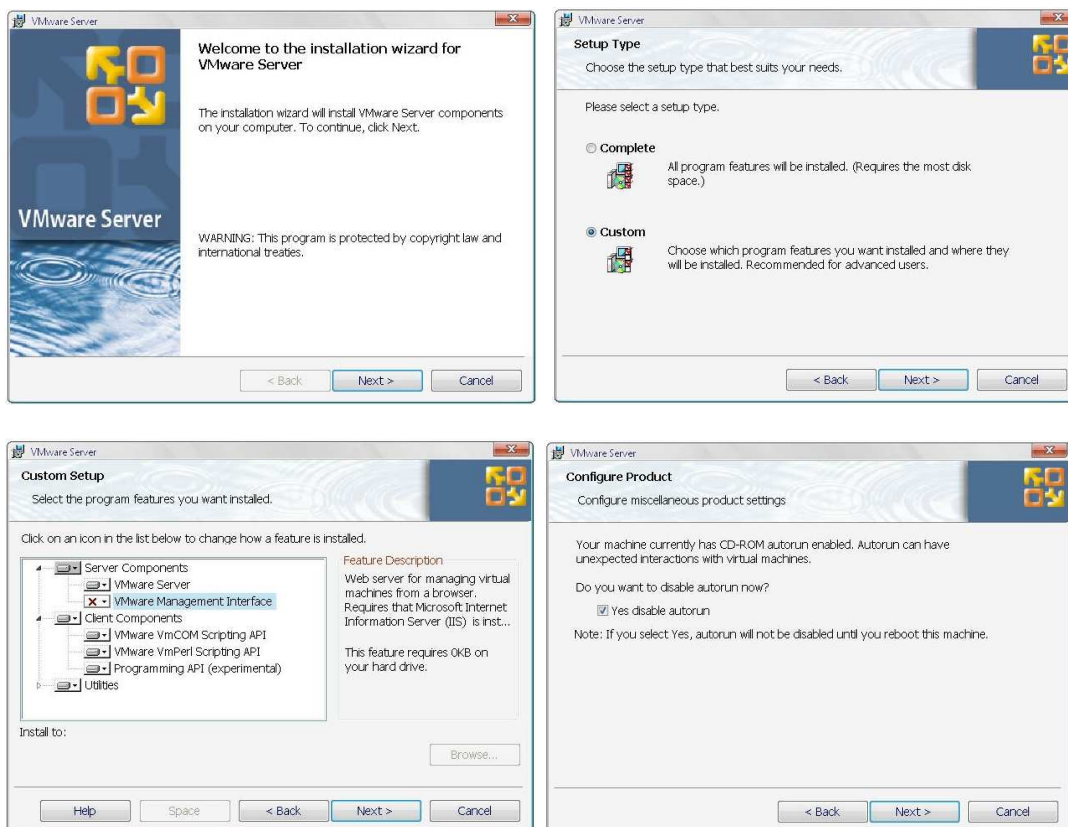 VMware Server
Welcome to the installation wizard for
VMware Server
The installation wizard will install VMware Server components
on your computer. To continue, click Next.
VMware Server
WARNING: This program is protected by copyright law and
international treaties.
< Back
Next >
Cancel
VMware Server
Setup Type
Choose the setup type that best suits your needs.
Please select a setup type.
Complete
All program features will be installed. (Requires the most disk
space.)
Custom
Choose which program features you want installed and where they
will be installed. Recommended for advanced users.
< Back
Next >
Cancel
VMware Server
Custom Setup
Select the program features you want installed.
Click on an icon in the list below to change how a feature is installed.
Server Components
VMware Server
VMware Management Interface
Client Components
VMware VmCOM Scripting API
VMware VmPerl Scripting API
Programming API (experimental)
Utilities
Feature Description
Web server for managing virtual
machines from a browser.
Requires that Microsoft Internet
Information Server (IIS) is inst...
This feature requires 0KB on
your hard drive.
Install to:
Browse...
Help
Space
< Back
Next >
Cancel
VMware Server
Configure Product
Configure miscellaneous product settings
Your machine currently has CD-ROM autorun enabled. Autorun can have
unexpected interactions with virtual machines.
Do you want to disable autorun now?
Yes disable autorun
Note: If you select Yes, autorun will not be disabled until you reboot this machine.
< Back
Next >
Cancel